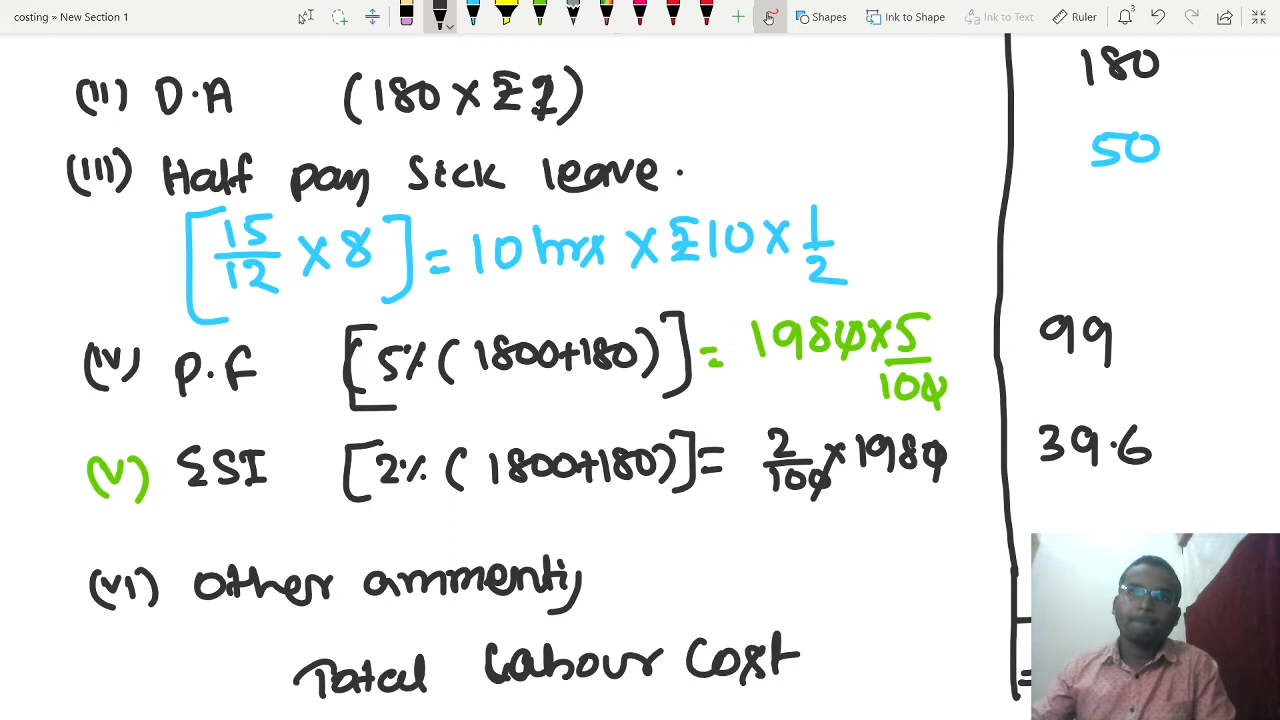 costing » New Section 1 Shapes Ink to Shape Ink to Text Ruler 3
(II) D.A (180 × ₹1) 180
(III) Half pay sick leave. 50
[15/12 × 8] = 10 hrs × ₹10 × 1/2
(IV) P.F [5% (1800+180)] = 1980 × 5/100 99
(V) ESI [2% (1800+180)] = 2/100 × 1980 39.6
(VI) Other ammenty
Total Labour Cost =